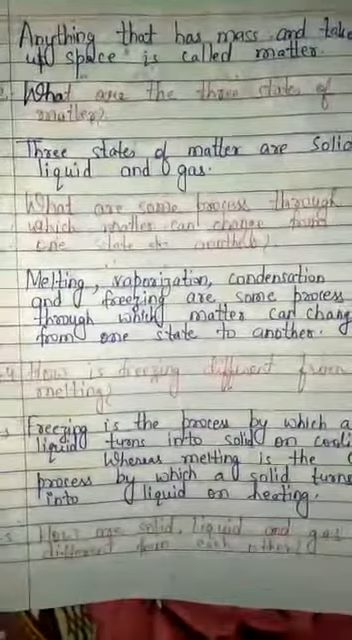 Anything that has mass and take
up space is called matter.
What are the three states of
matter?
Three states of matter are Solid
liquid and gas.
What are some process through
which matter can change from
one state to another?
Melting, vaporization, condensation
and freezing are some process
through which matter can chang
from one state to another.
How is freezing different from
melting?
Freezing is the process by which a
liquid turns into solid on cooli
Whereas melting is the
process by which a solid turns
into liquid on heating.
How are solid, liquid and gas
different from each other?